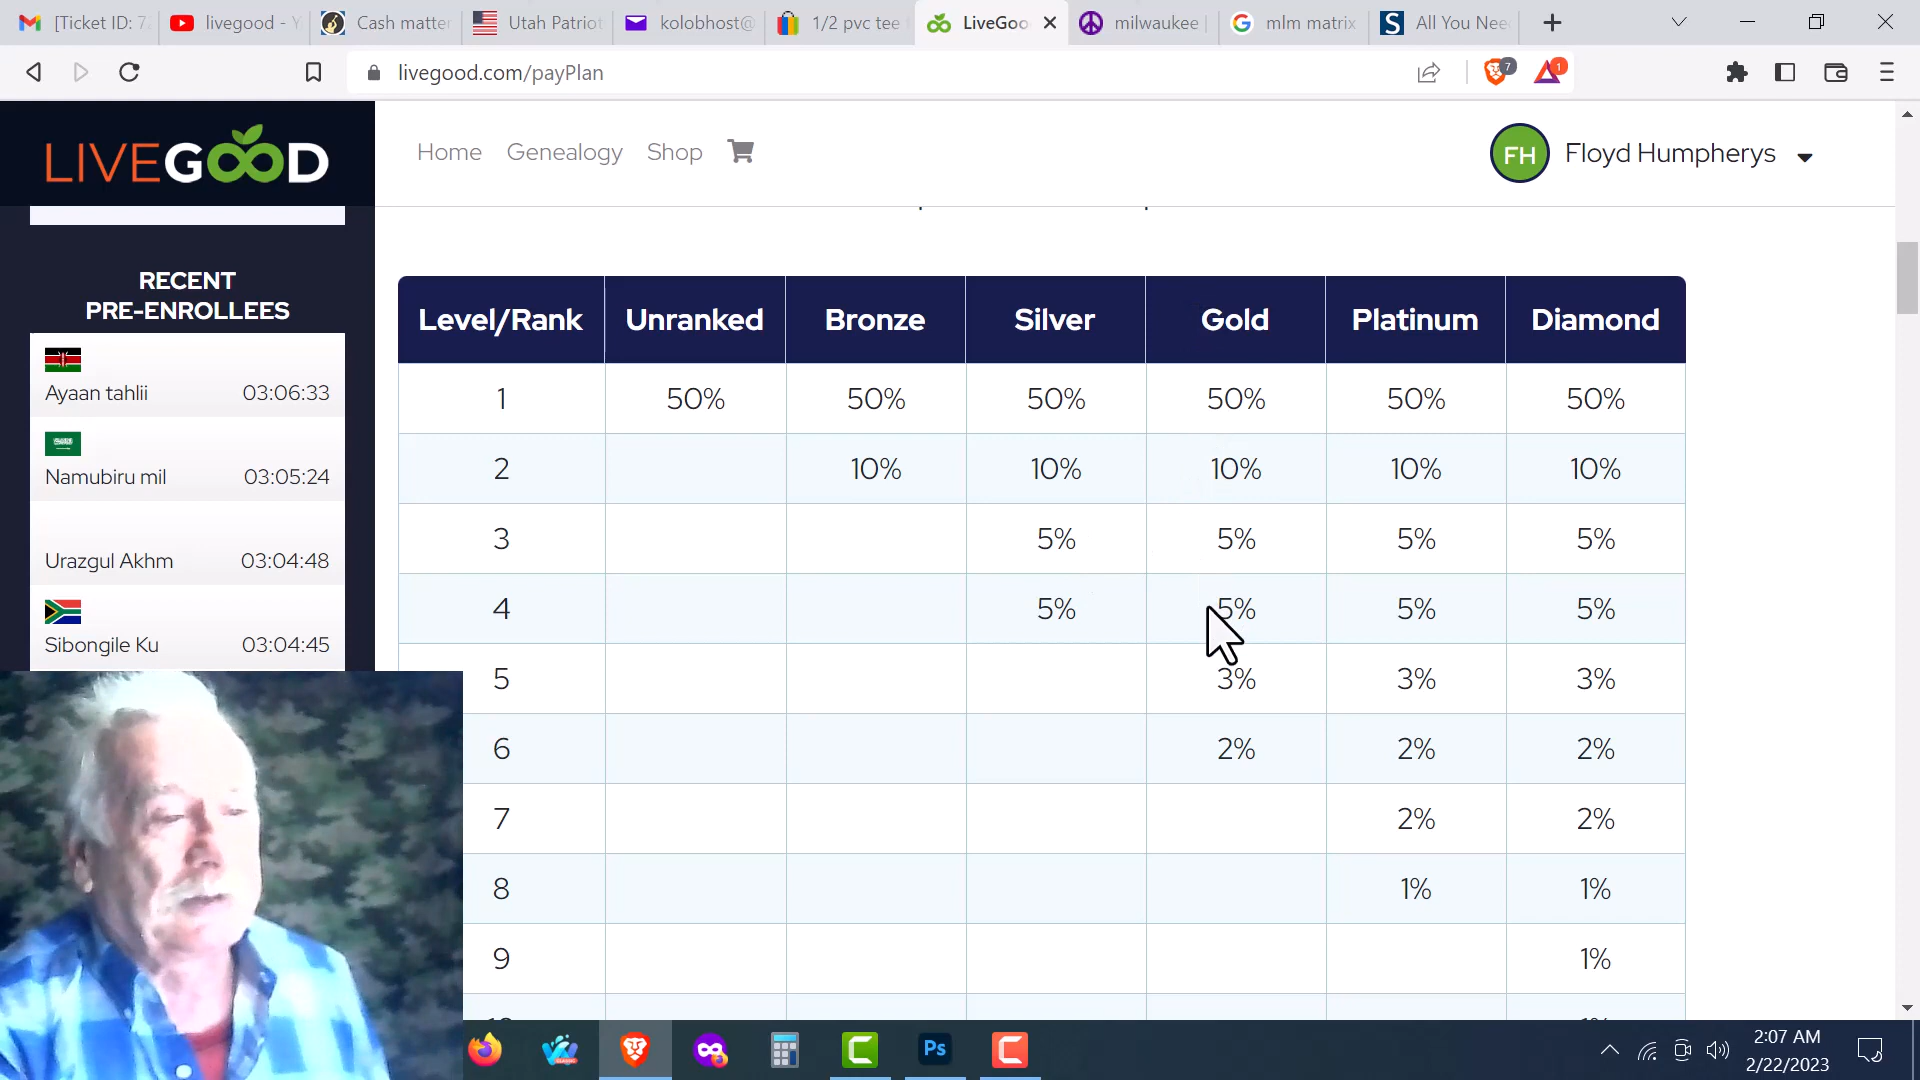 [Ticket ID: 7
livegood - Y
Cash matter
Utah Patriot
kolobhost@
1/2 pvc tee
LiveGoo
milwaukee
mlm matrix
All You Nee
livegood.com/payPlan
7
1
LIVEGOOD
Home
Genealogy
Shop
FH
Floyd Humpherys
RECENT
PRE-ENROLLEES
Ayaan tahlii 03:06:33
Namubiru mil 03:05:24
Urazgul Akhm 03:04:48
Sibongile Ku 03:04:45
Level/Rank Unranked Bronze Silver Gold Platinum Diamond
1 50% 50% 50% 50% 50% 50%
2 10% 10% 10% 10% 10%
3 5% 5% 5% 5%
4 5% 5% 5% 5%
5 3% 3% 3%
6 2% 2% 2%
7 2% 2%
8 1% 1%
9 1%
Ps
2:07 AM
2/22/2023